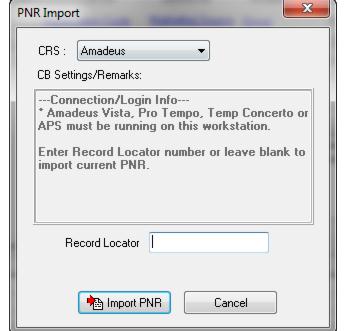 PNR Import
CRS :
Amadeus
CB Settings/Remarks:
---Connection/Login Info---
* Amadeus Vista, Pro Tempo, Temp Concerto or
APS must be running on this workstation.
Enter Record Locator number or leave blank to
import current PNR.
Record Locator
Import PNR
Cancel